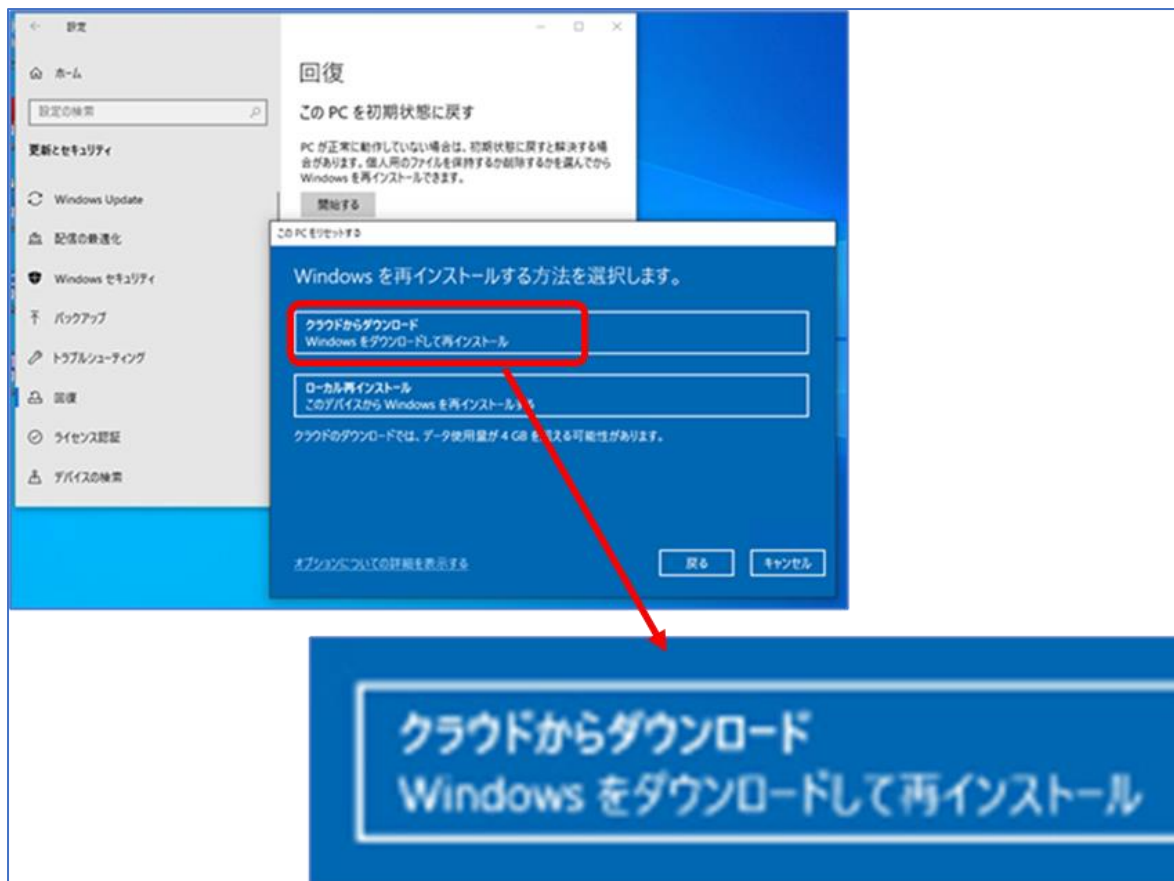 設定
ホーム
設定の検索
更新とセキュリティ
Windows Update
配信の最適化
Windows セキュリティ
バックアップ
トラブルシューティング
回復
ライセンス認証
デバイスの検索
回復
この PC を初期状態に戻す
PC が正常に動作していない場合は、初期状態に戻すと解決する場
合があります。個人用のファイルを保持するか削除するかを選んでから
Windows を再インストールできます。
開始する
この PC をリセットする
Windows を再インストールする方法を選択します。
クラウドからダウンロード
Windows をダウンロードして再インストール
ローカル再インストール
このデバイスから Windows を再インストールする
クラウドのダウンロードでは、データ使用量が 4 GB を超える可能性があります。
オプションについての詳細を表示する
戻る
キャンセル
クラウドからダウンロード
Windows をダウンロードして再インストール